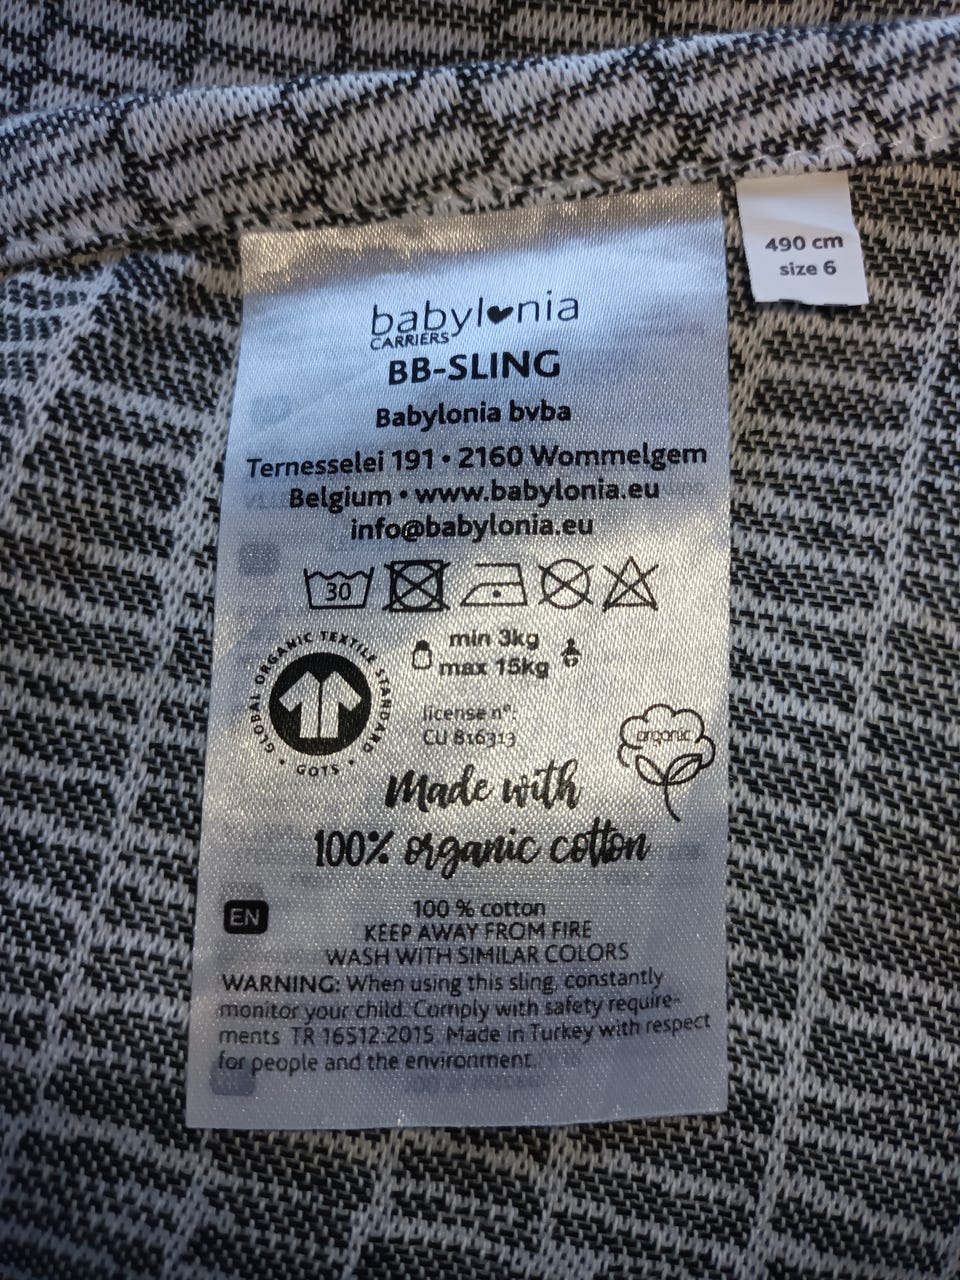 490 cm
size 6
babylonia
CARRIERS
BB-SLING
Babylonia bvba
Ternesselei 191 • 2160 Wommelgem
Belgium • www.babylonia.eu
info@babylonia.eu
30
min 3kg
max 15kg
GLOBAL ORGANIC TEXTILE STANDARD • GOTS •
license n°:
CU 816313
organic
Made with
100% organic cotton
EN
100 % cotton
KEEP AWAY FROM FIRE
WASH WITH SIMILAR COLORS
WARNING: When using this sling, constantly
monitor your child. Comply with safety require-
ments TR 16512:2015. Made in Turkey with respect
for people and the environment.